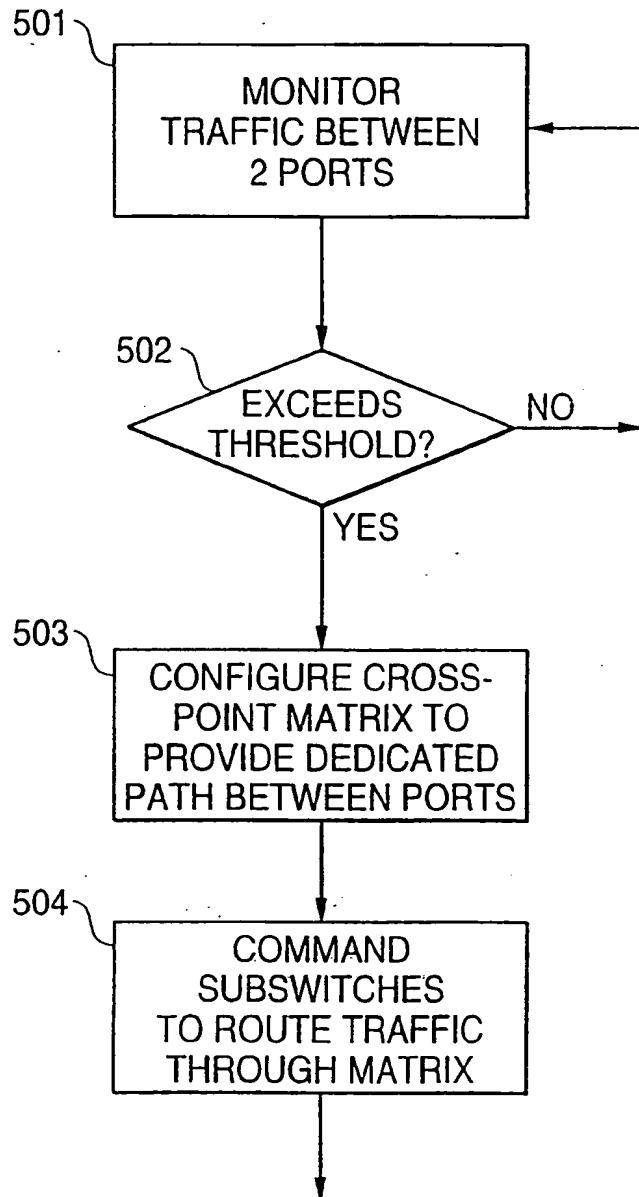 501
MONITOR
TRAFFIC BETWEEN
2 PORTS
502
EXCEEDS
THRESHOLD?
NO
YES
503
CONFIGURE CROSS-
POINT MATRIX TO
PROVIDE DEDICATED
PATH BETWEEN PORTS
504
COMMAND
SUBSWITCHES
TO ROUTE TRAFFIC
THROUGH MATRIX